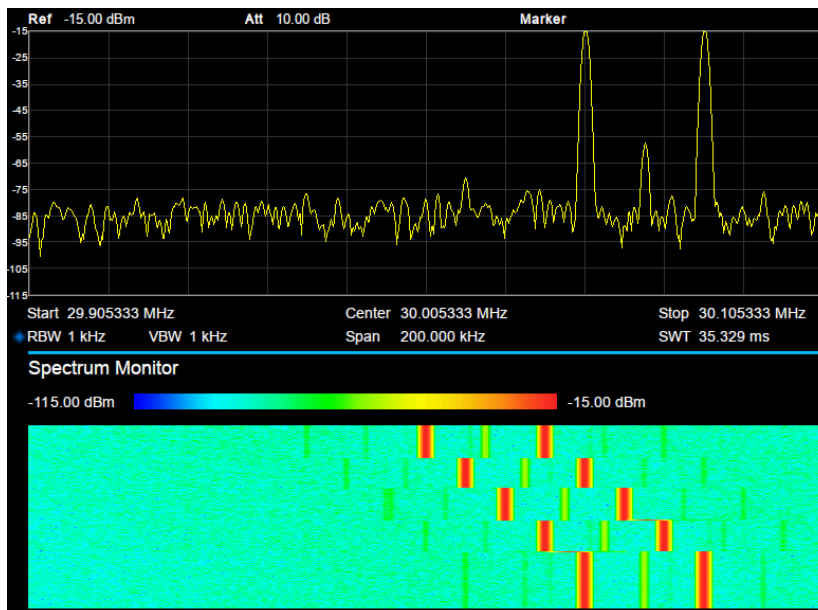 Ref -15.00 dBm Att 10.00 dB Marker
-15
-25
-35
-45
-55
-65
-75
-85
-95
-105
-115
Start 29.905333 MHz Center 30.005333 MHz Stop 30.105333 MHz
RBW 1 kHz VBW 1 kHz Span 200.000 kHz SWT 35.329 ms
Spectrum Monitor
-115.00 dBm -15.00 dBm